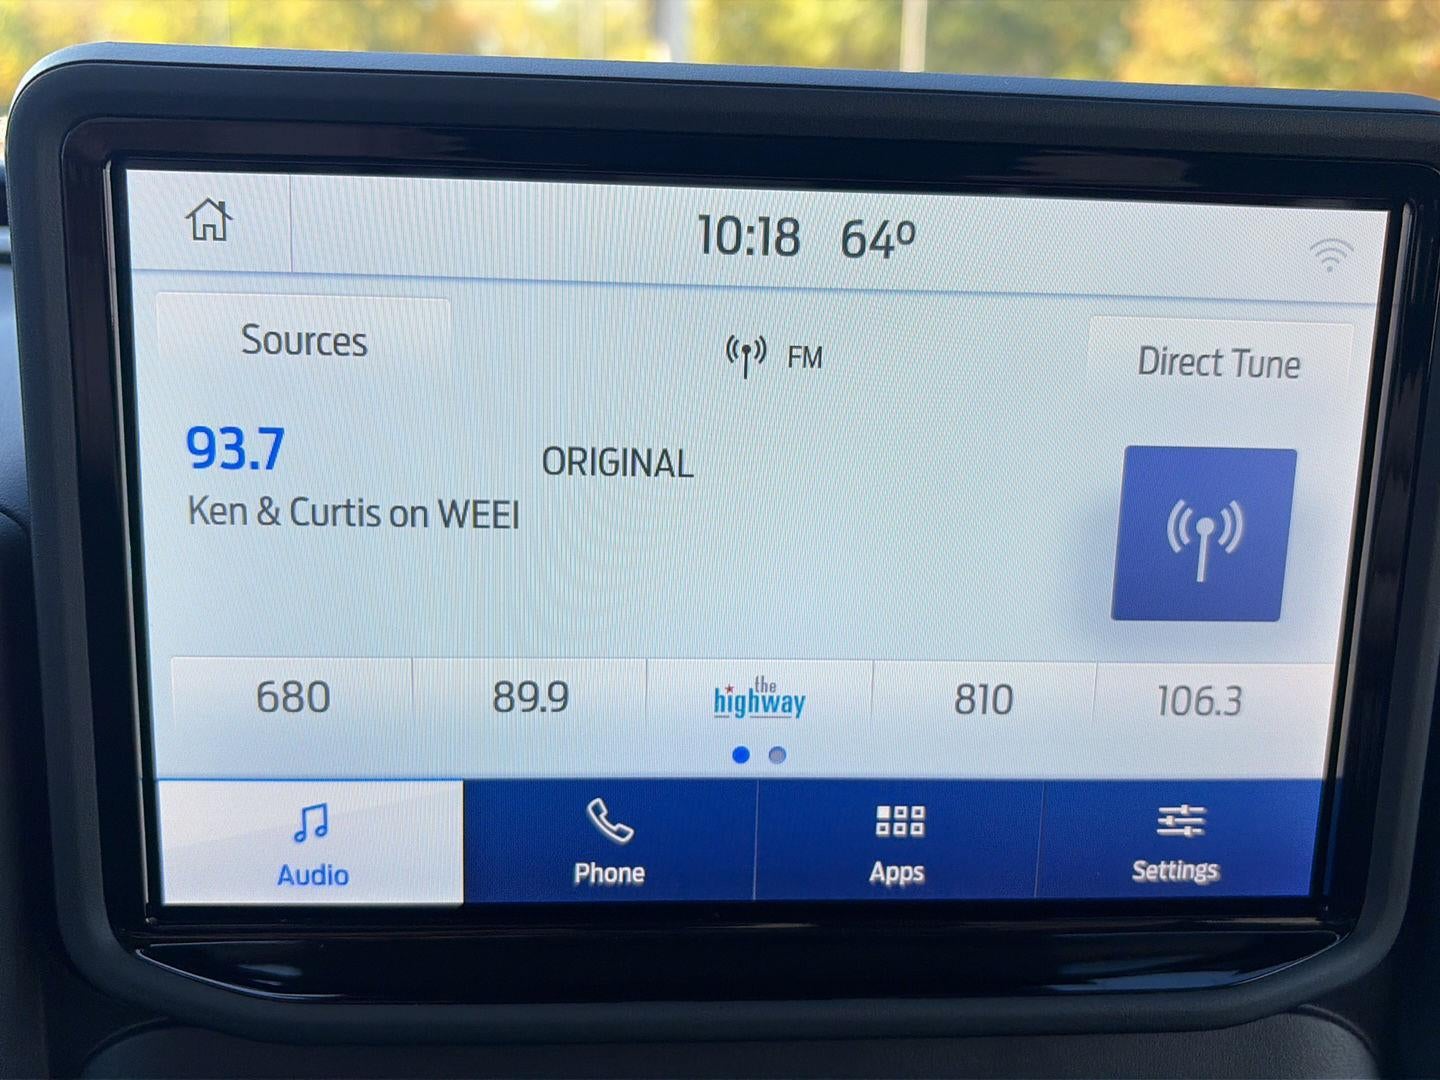 10:18 64º
Sources
FM
Direct Tune
93.7
ORIGINAL
Ken & Curtis on WEEI
680
89.9
the
highway
810
106.3
Audio
Phone
Apps
Settings